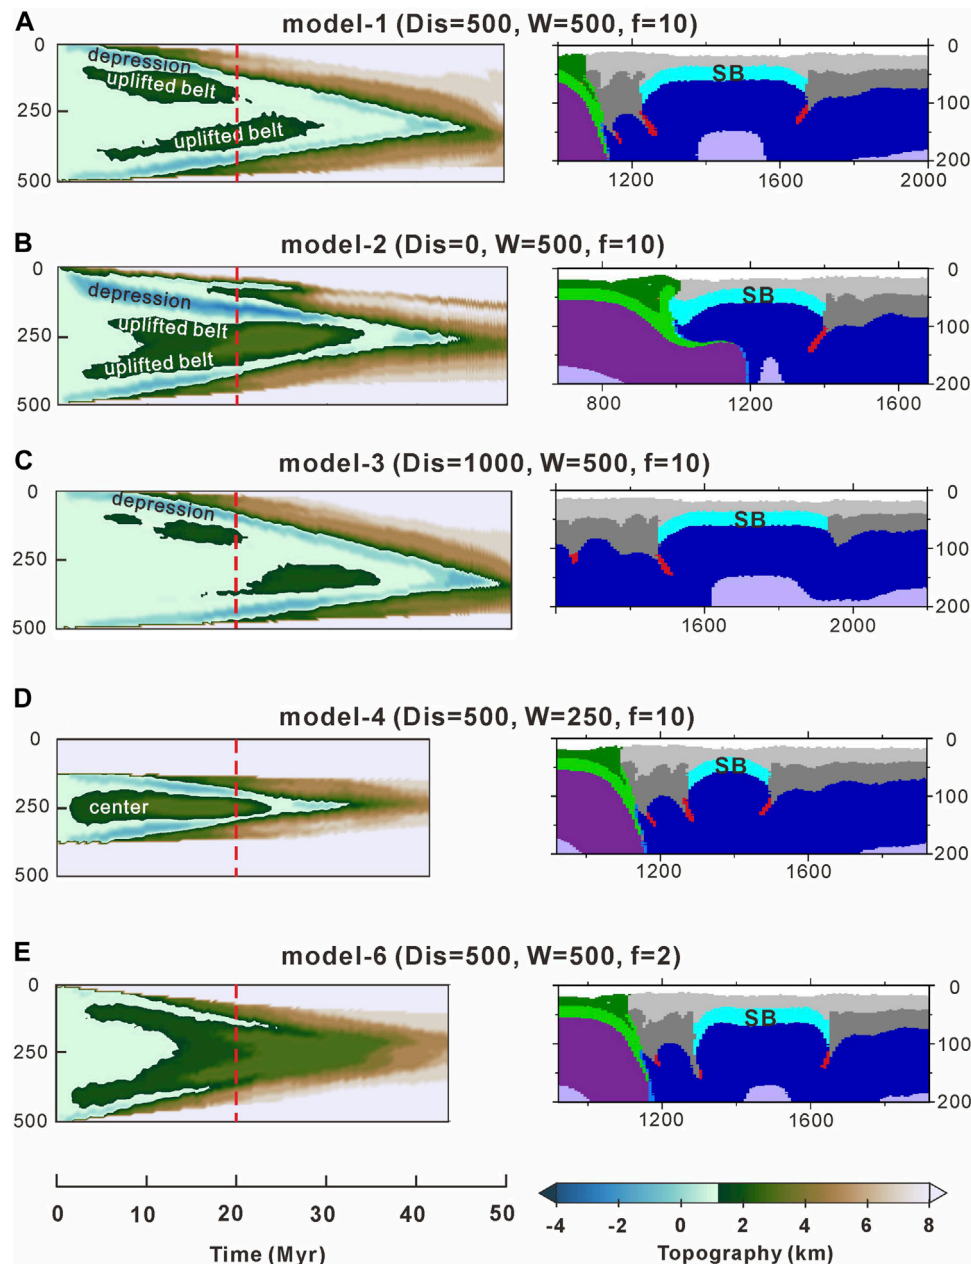 A
model-1 (Dis=500, W=500, f=10)
0
250
500
depression
uplifted belt
uplifted belt
SB
0
100
200
1200
1600
2000
B
model-2 (Dis=0, W=500, f=10)
0
250
500
depression
uplifted belt
uplifted belt
SB
0
100
200
800
1200
1600
C
model-3 (Dis=1000, W=500, f=10)
0
250
500
depression
SB
0
100
200
1600
2000
D
model-4 (Dis=500, W=250, f=10)
0
250
500
center
SB
0
100
200
1200
1600
E
model-6 (Dis=500, W=500, f=2)
0
250
500
SB
0
100
200
1200
1600
0 10 20 30 40 50
Time (Myr)
-4 -2 0 2 4 6 8
Topography (km)